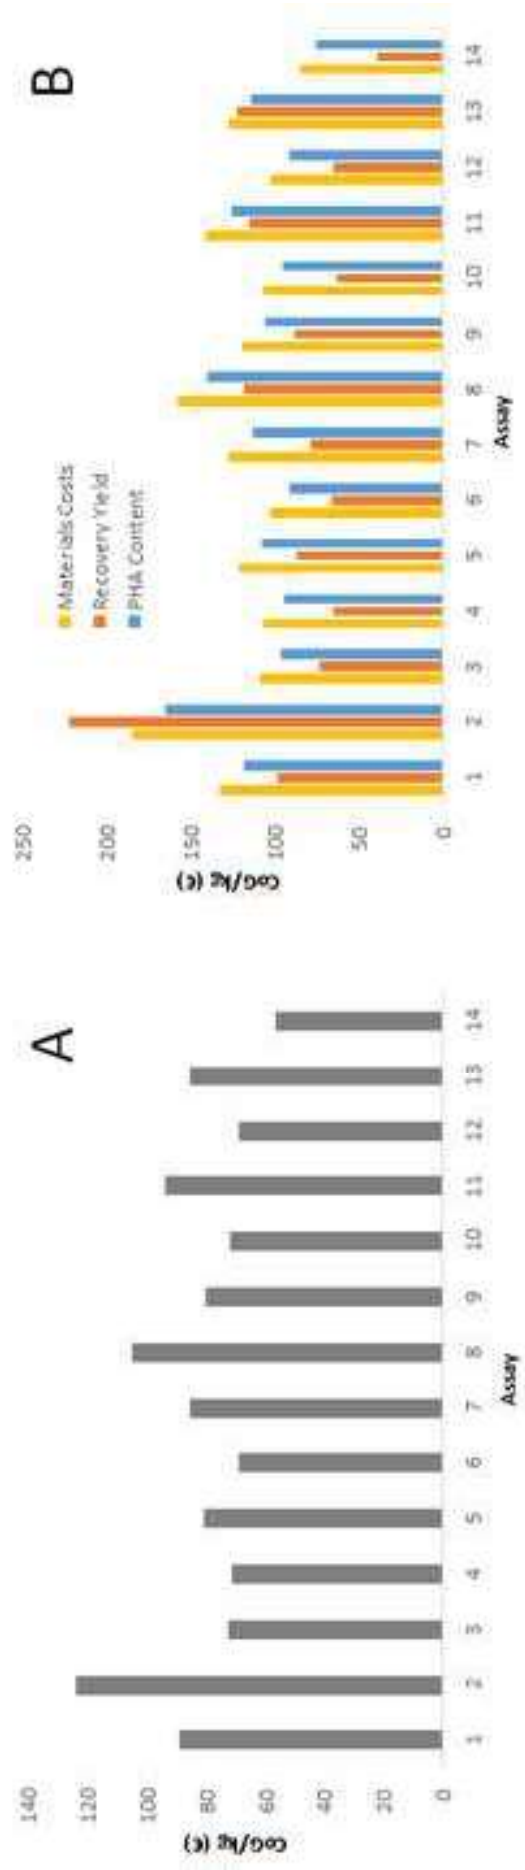 A
140
120
100
80
60
40
20
0
CoG/kg (€)
1 2 3 4 5 6 7 8 9 10 11 12 13 14
Assay
B
Materials Costs
Recovery Yield
PHA Content
250
200
150
100
50
0
CoG/kg (€)
1 2 3 4 5 6 7 8 9 10 11 12 13 14
Assay